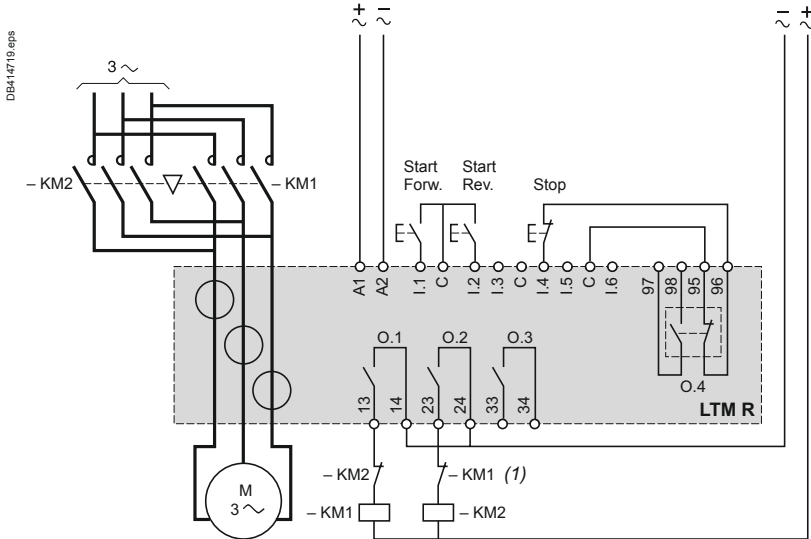 DB414719.eps
+ −
− +
3
Start
Forw.
Start
Rev.
Stop
– KM2
– KM1
A1 A2 I.1 C I.2 I.3 C I.4 I.5 C I.6 97 98 95 96
O.1 O.2 O.3
O.4
13 14 23 24 33 34
LTM R
M
3
– KM2
– KM1 (1)
– KM1
– KM2